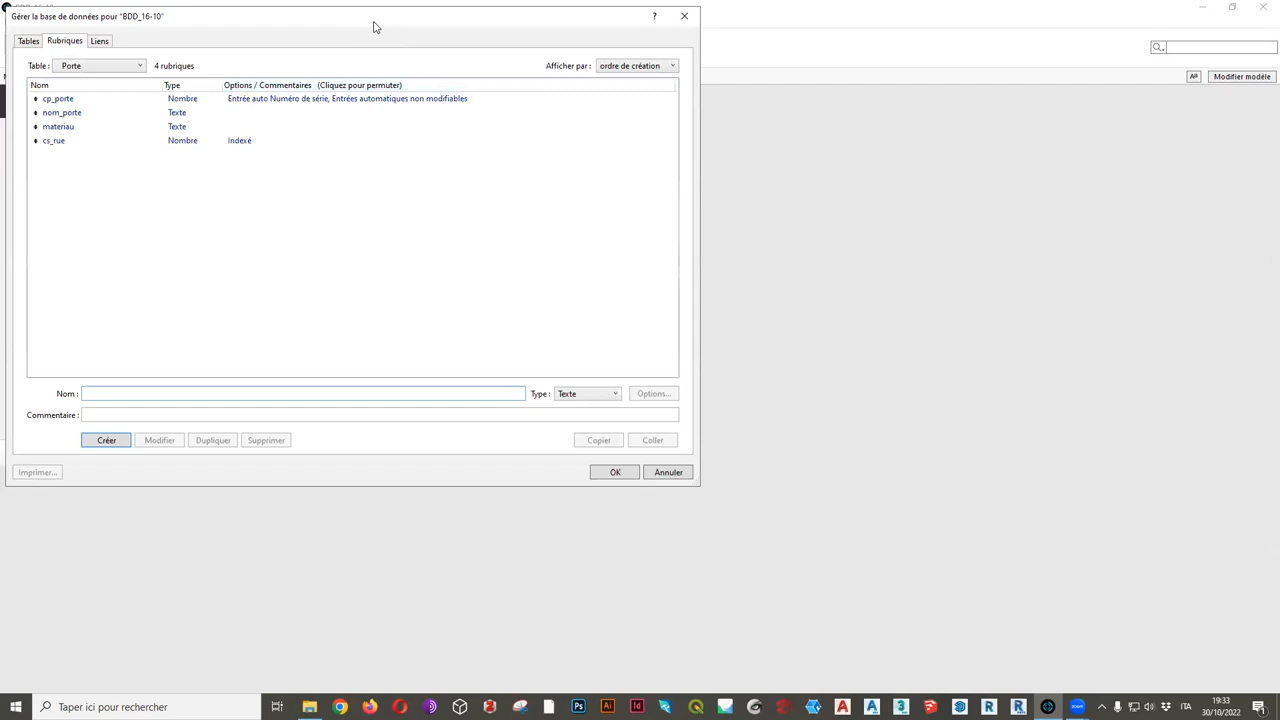 BDD_16-10
Gérer la base de données pour "BDD_16-10"
?
Tables
Rubriques
Liens
Table :
Porte
4 rubriques
Afficher par :
ordre de création
Nom
Type
Options / Commentaires (Cliquez pour permuter)
cp_porte
Nombre
Entrée auto Numéro de série, Entrées automatiques non modifiables
nom_porte
Texte
materiau
Texte
cs_rue
Nombre
Indexé
Nom :
Type :
Texte
Options...
Commentaire :
Créer
Modifier
Dupliquer
Supprimer
Copier
Coller
Imprimer...
OK
Annuler
Modifier modèle
Taper ici pour rechercher
ITA
19:33
30/10/2022